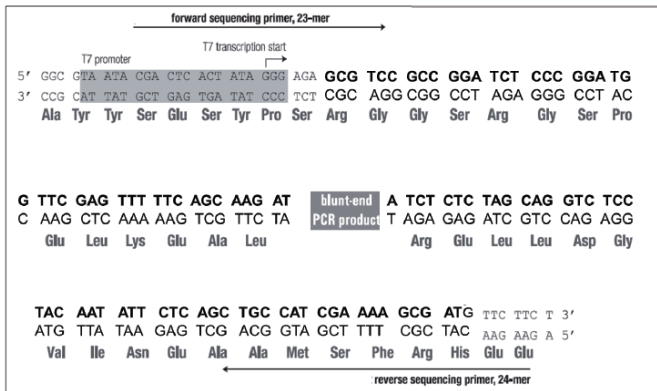 forward sequencing primer, 23-mer
T7 promoter
T7 transcription start
5' GGC GTAA ATA CGA CTC ACT ATA GGG AGA GCG TCC GCC GGA TCT CCC GGA TG
3' CCG CATT TAT GCT GAG TGA TAT CCC TCT CGC AGG CGG CCT AGA GGG CCT AC
Ala Tyr Tyr Ser Glu Ser Tyr Pro Ser Arg Gly Gly Ser Arg Gly Ser Pro
G TTC GAG TTT TTC AGC AAG AT blunt-end A TCT CTC TAG CAG GTC TCC
C AAG CTC AAA AAG TCG TTC TA PCR product T AGA GAG ATC GTC CAG AGG
Glu Leu Lys Glu Ala Leu Arg Glu Leu Leu Asp Gly
TAC AAT ATT CTC AGC TGC CAT CGA AAA GCG ATG TTC TTC T 3'
ATG TTA TAA GAG TCG ACG GTA GCT TTT CGC TAC AAG AAG A 5'
Val Ile Asn Glu Ala Ala Met Ser Phe Arg His Glu Glu
reverse sequencing primer, 24-mer